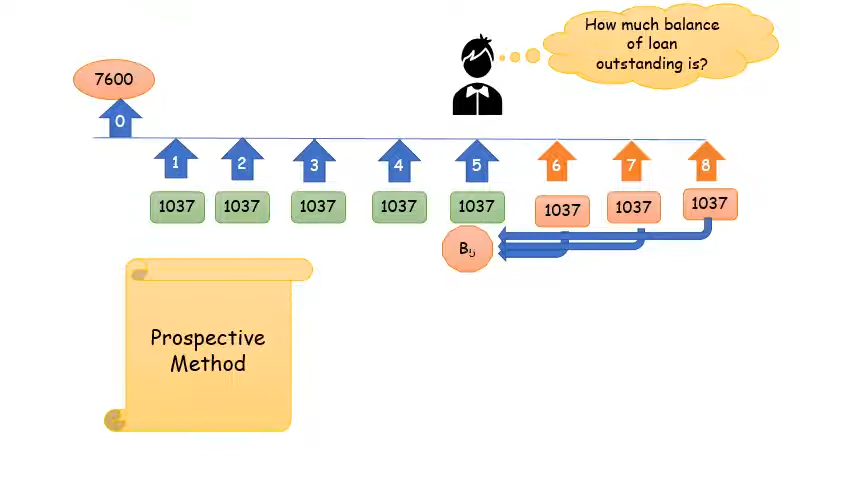 How much balance
of loan
outstanding is?
7600
0
1 2 3 4 5 6 7 8
1037 1037 1037 1037 1037 1037 1037 1037
B5
Prospective
Method